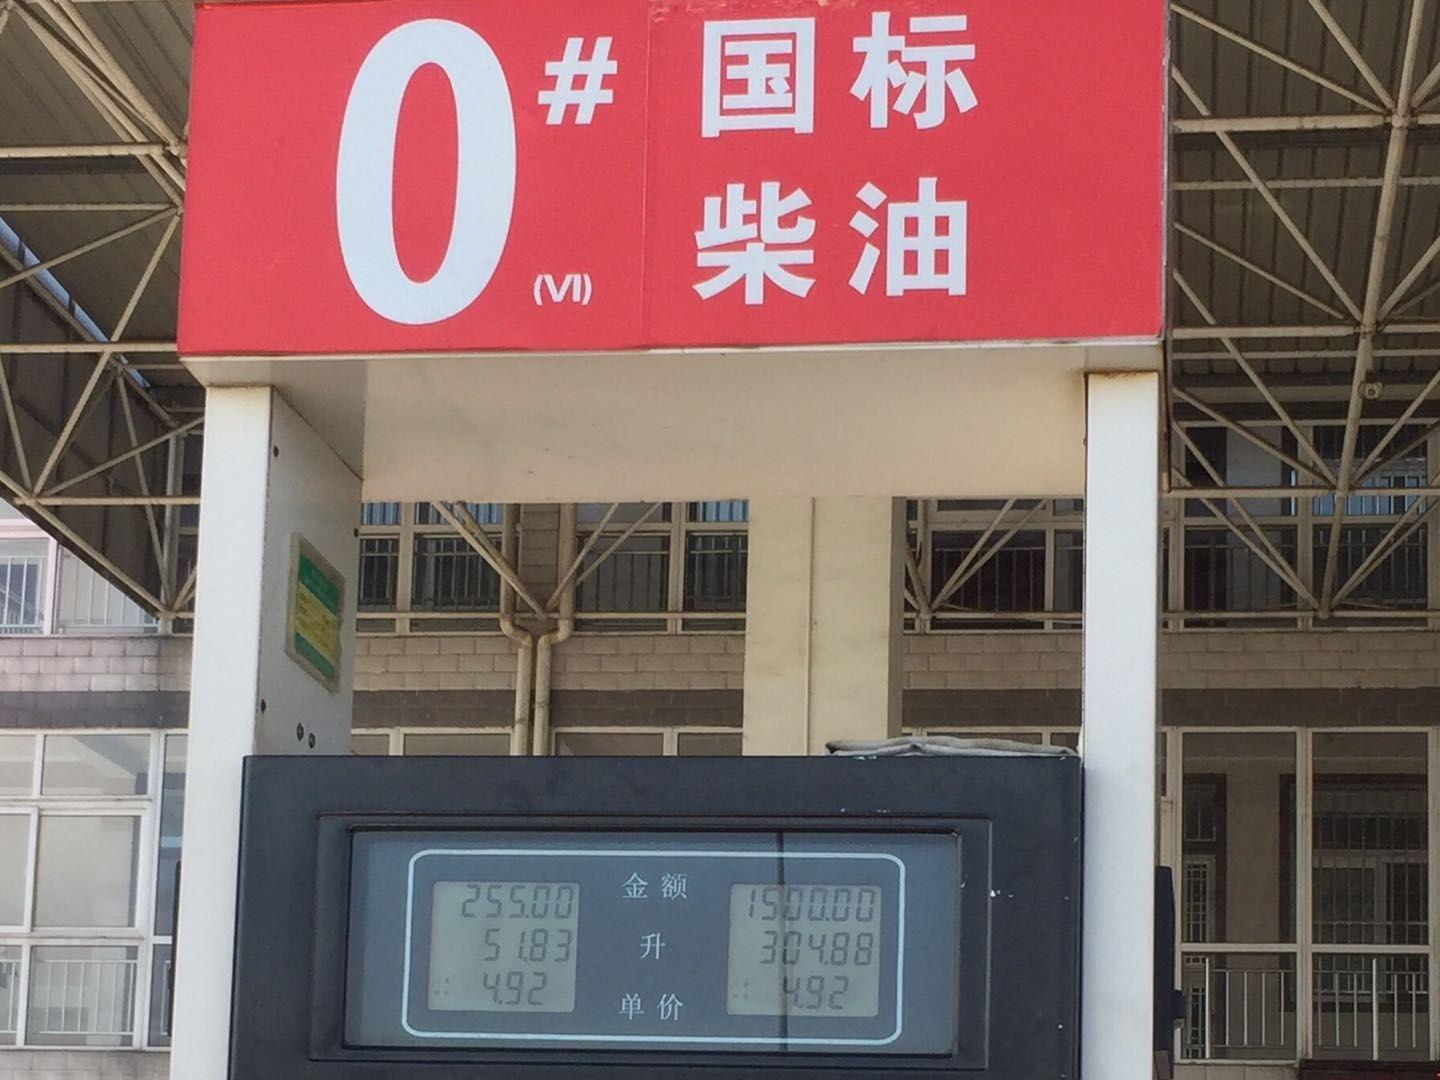 0# 国标
(VI) 柴油
255.00 金额 1500.00
51.83 升 304.88
4.92 单价 4.92